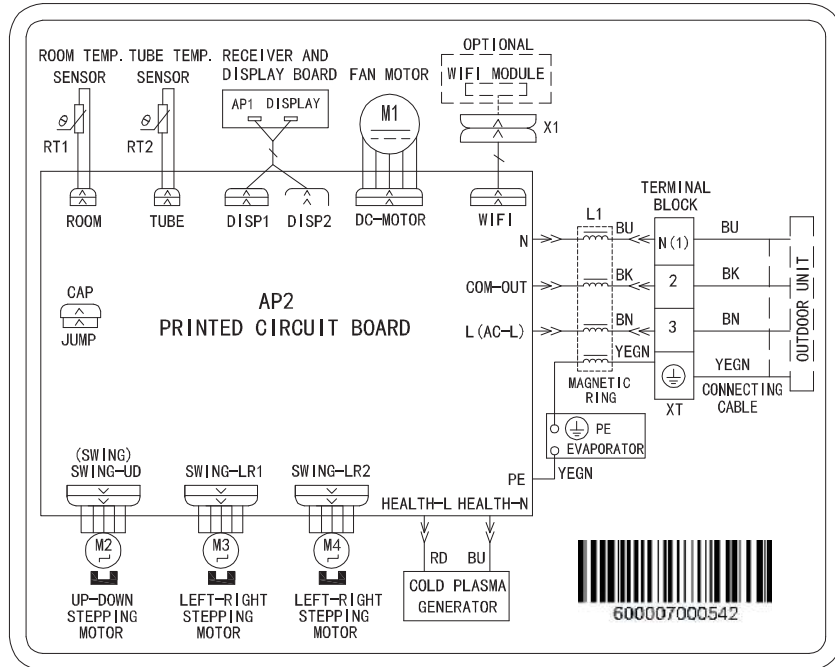 ROOM TEMP. SENSOR
TUBE TEMP. SENSOR
RECEIVER AND DISPLAY BOARD
FAN MOTOR
OPTIONAL
WIFI MODULE
AP1 DISPLAY
M1
X1
RT1
RT2
ROOM
TUBE
DISP1
DISP2
DC-MOTOR
WIFI
L1
TERMINAL BLOCK
N
BU
N(1)
BU
COM-OUT
BK
2
BK
L(AC-L)
BN
3
BN
YEGN
YEGN
OUTDOOR UNIT
CAP
JUMP
AP2
PRINTED CIRCUIT BOARD
MAGNETIC RING
XT
CONNECTING CABLE
PE
EVAPORATOR
PE
YEGN
(SWING)
SWING-UD
SWING-LR1
SWING-LR2
HEALTH-L
HEALTH-N
M2
M3
M4
RD
BU
UP-DOWN STEPPING MOTOR
LEFT-RIGHT STEPPING MOTOR
LEFT-RIGHT STEPPING MOTOR
COLD PLASMA GENERATOR
600007000542